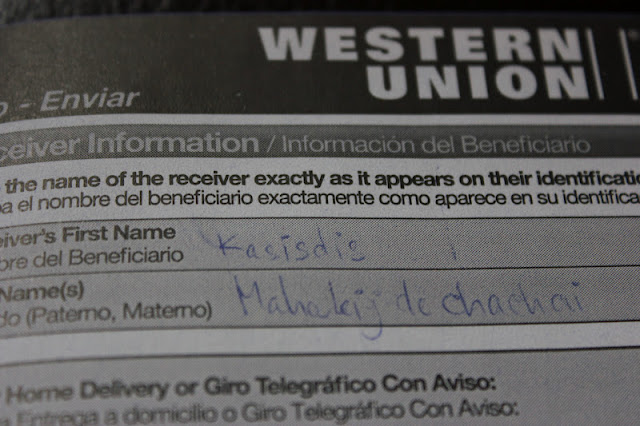 WESTERN
UNION
o - Enviar
ceiver Information / Información del Beneficiario
the name of the receiver exactly as it appears on their identificatio
a el nombre del beneficiario exactamente como aparece en su identifica
eiver's First Name
bre del Beneficiario Kasisdis
Name(s)
do (Paterno, Materno) Mahakij de chachai
Home Delivery or Giro Telegráfico Con Aviso:
Entrega a domicilio o Giro Telegráfico Con Aviso: